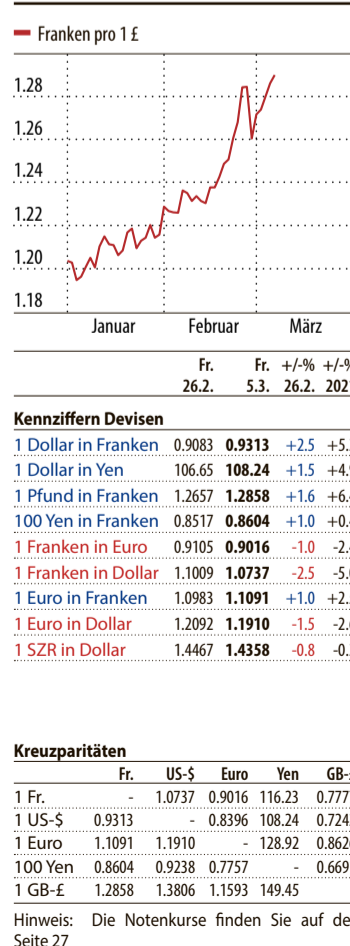 Franken pro 1 £
1.28
1.26
1.24
1.22
1.20
1.18
Januar Februar März
Fr. Fr. +/-% +/-%
26.2. 5.3. 26.2.
Kennziffern Devisen
1 Dollar in Franken 0.9083 0.9313 +2.5
1 Dollar in Yen 106.65 108.24 +1.5
1 Pfund in Franken 1.2657 1.2858 +1.6
100 Yen in Franken 0.8517 0.8604 +1.0
1 Franken in Euro 0.9105 0.9016 -1.0
1 Franken in Dollar 1.1009 1.0737 -2.5
1 Euro in Franken 1.0983 1.1091 +1.0
1 Euro in Dollar 1.2092 1.1910 -1.5
1 SZR in Dollar 1.4467 1.4358 -0.8
Kreuzparitäten
Fr. US-$ Euro Yen GB-£
1 Fr. - 1.0737 0.9016 116.23 0.777
1 US-$ 0.9313 - 0.8396 108.24 0.724
1 Euro 1.1091 1.1910 - 128.92
100 Yen 0.8604 0.9238 0.7757 - 0.669
1 GB-£ 1.2858 1.3806 1.1593 149.45
Hinweis: Die Notenkurse finden Sie auf de
Seite 27